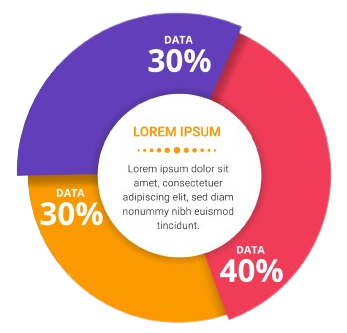 DATA
30%
LOREM IPSUM
Lorem ipsum dolor sit
amet, consectetuer
adipiscing elit, sed diam
nonummy nibh euismod
tincidunt.
DATA
30%
DATA
40%